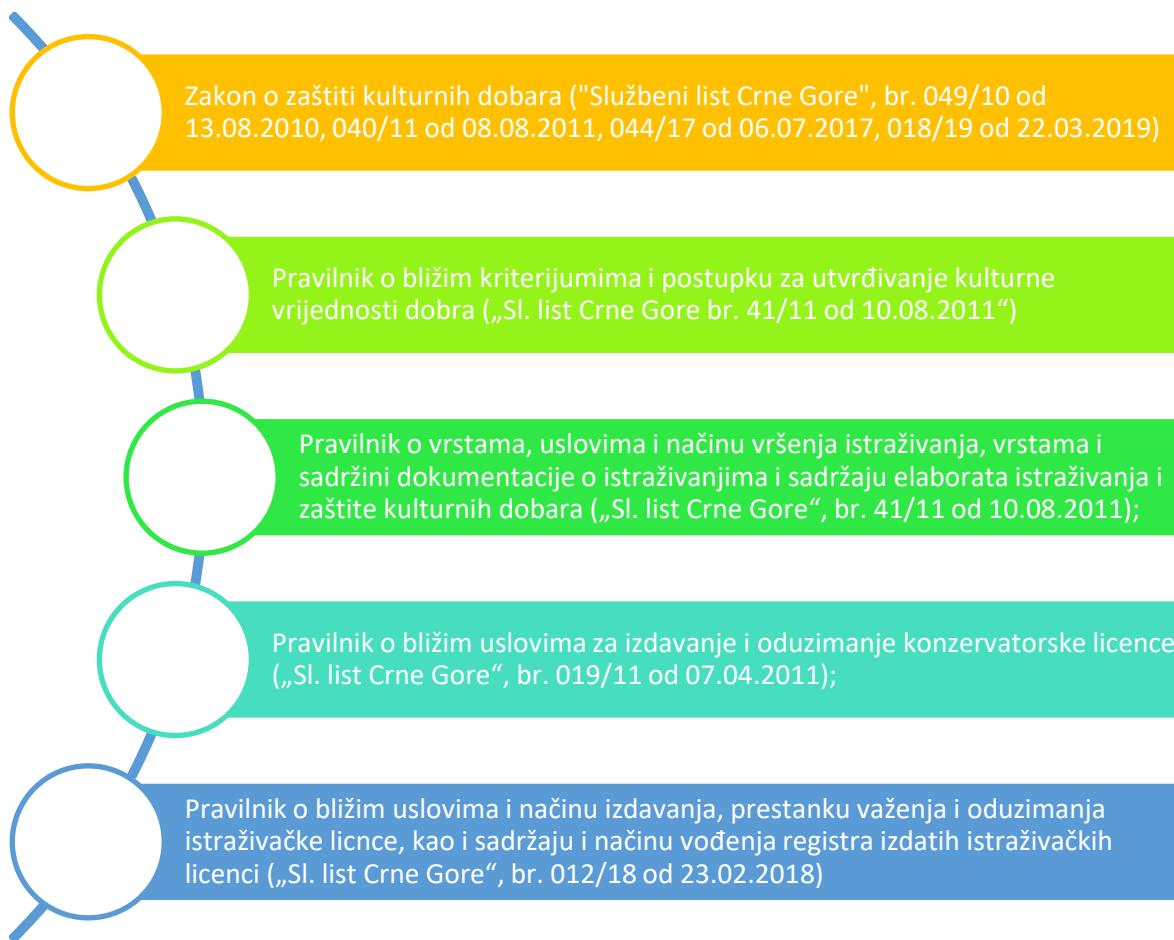 Zakon o zaštiti kulturnih dobara ("Službeni list Crne Gore", br. 049/10 od
13.08.2010, 040/11 od 08.08.2011, 044/17 od 06.07.2017, 018/19 od 22.03.2019)
Pravilnik o bližim kriterijumima i postupku za utvrđivanje kulturne
vrijednosti dobra („Sl. list Crne Gore br. 41/11 od 10.08.2011“)
Pravilnik o vrstama, uslovima i načinu vršenja istraživanja, vrstama i
sadržini dokumentacije o istraživanjima i sadržaju elaborata istraživanja i
zaštite kulturnih dobara („Sl. list Crne Gore“, br. 41/11 od 10.08.2011);
Pravilnik o bližim uslovima za izdavanje i oduzimanje konzervatorske licence
(„Sl. list Crne Gore“, br. 019/11 od 07.04.2011);
Pravilnik o bližim uslovima i načinu izdavanja, prestanku važenja i oduzimanja
istraživačke licnce, kao i sadržaju i načinu vođenja registra izdatih istraživačkih
licenci („Sl. list Crne Gore“, br. 012/18 od 23.02.2018)